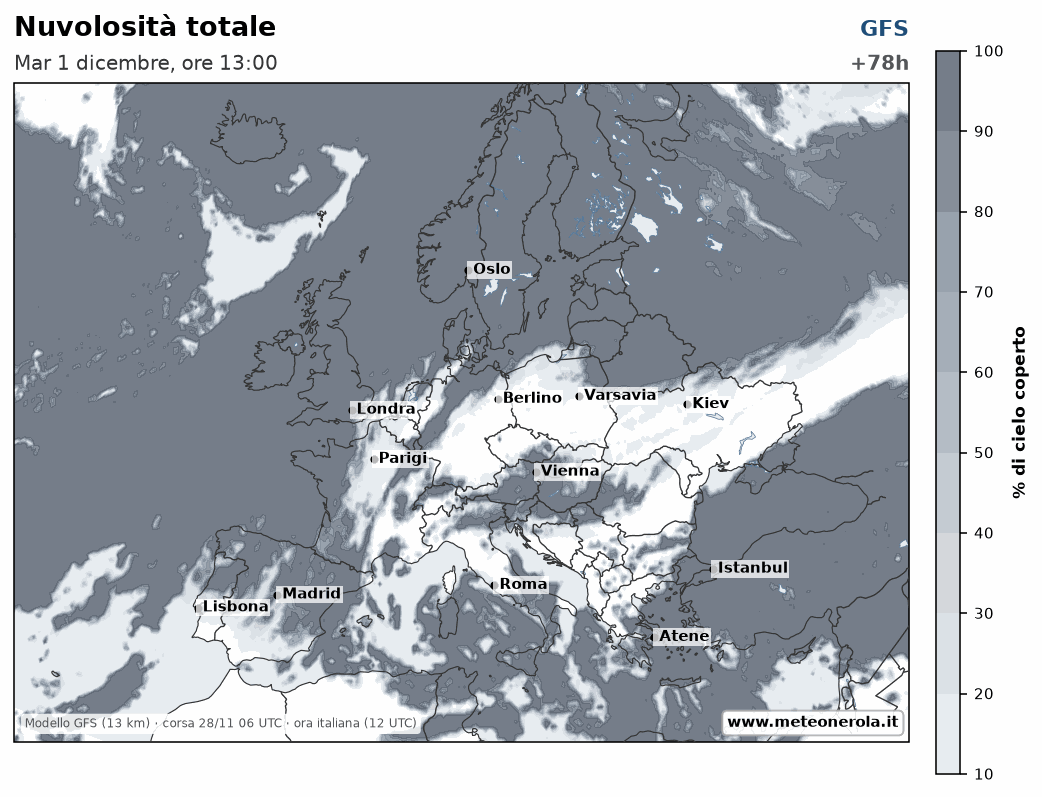 Nuvolosità totale
GFS
Mar 1 dicembre, ore 13:00
+78h
100
90
80
70
60
50
40
30
20
10
% di cielo coperto
Oslo
Berlino
Varsavia
Kiev
Londra
Parigi
Vienna
Istanbul
Roma
Madrid
Lisbona
Atene
Modello GFS (13 km) · corsa 28/11 06 UTC · ora italiana (12 UTC)
www.meteonerola.it